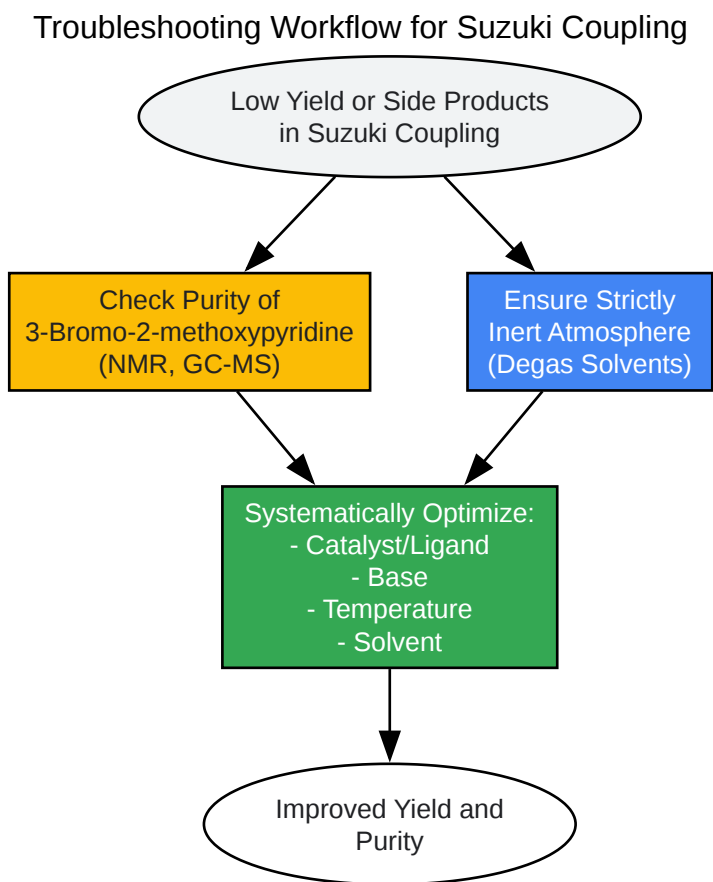 Troubleshooting Workflow for Suzuki Coupling
Low Yield or Side Products
in Suzuki Coupling
Check Purity of
3-Bromo-2-methoxypyridine
(NMR, GC-MS)
Ensure Strictly
Inert Atmosphere
(Degas Solvents)
Systematically Optimize:
- Catalyst/Ligand
- Base
- Temperature
- Solvent
Improved Yield and
Purity